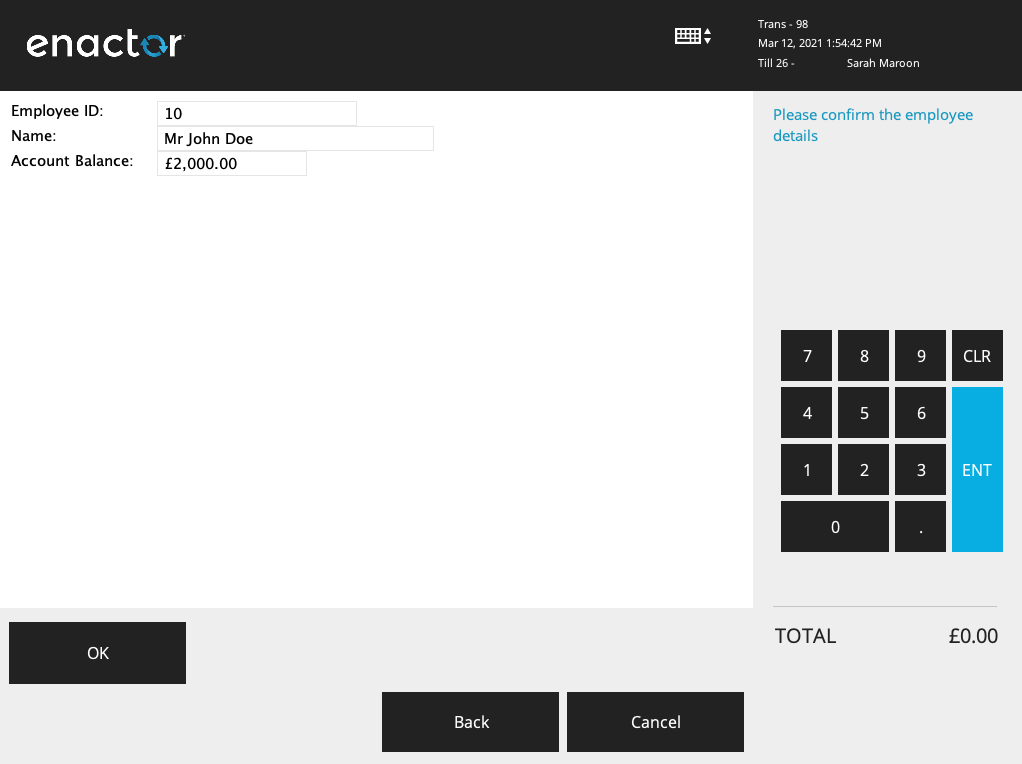 enactor
Trans - 98
Mar 12, 2021 1:54:42 PM
Till 26 - Sarah Maroon
Employee ID: 10
Name: Mr John Doe
Account Balance: £2,000.00
Please confirm the employee
details
7 8 9 CLR
4 5 6
1 2 3 ENT
0 .
TOTAL £0.00
OK
Back Cancel